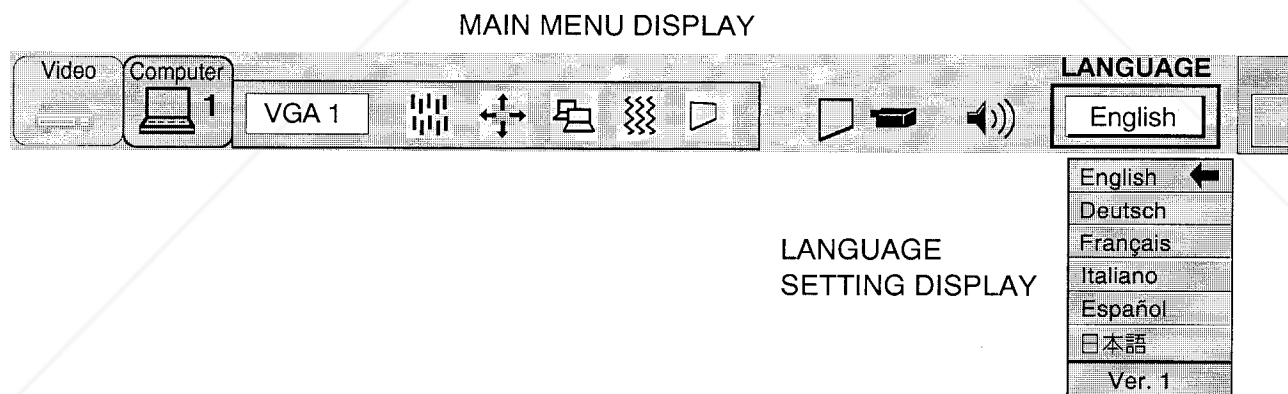 MAIN MENU DISPLAY
Video
Computer
1
VGA 1
LANGUAGE
English
English
Deutsch
Français
Italiano
Español
日本語
Ver. 1
LANGUAGE
SETTING DISPLAY